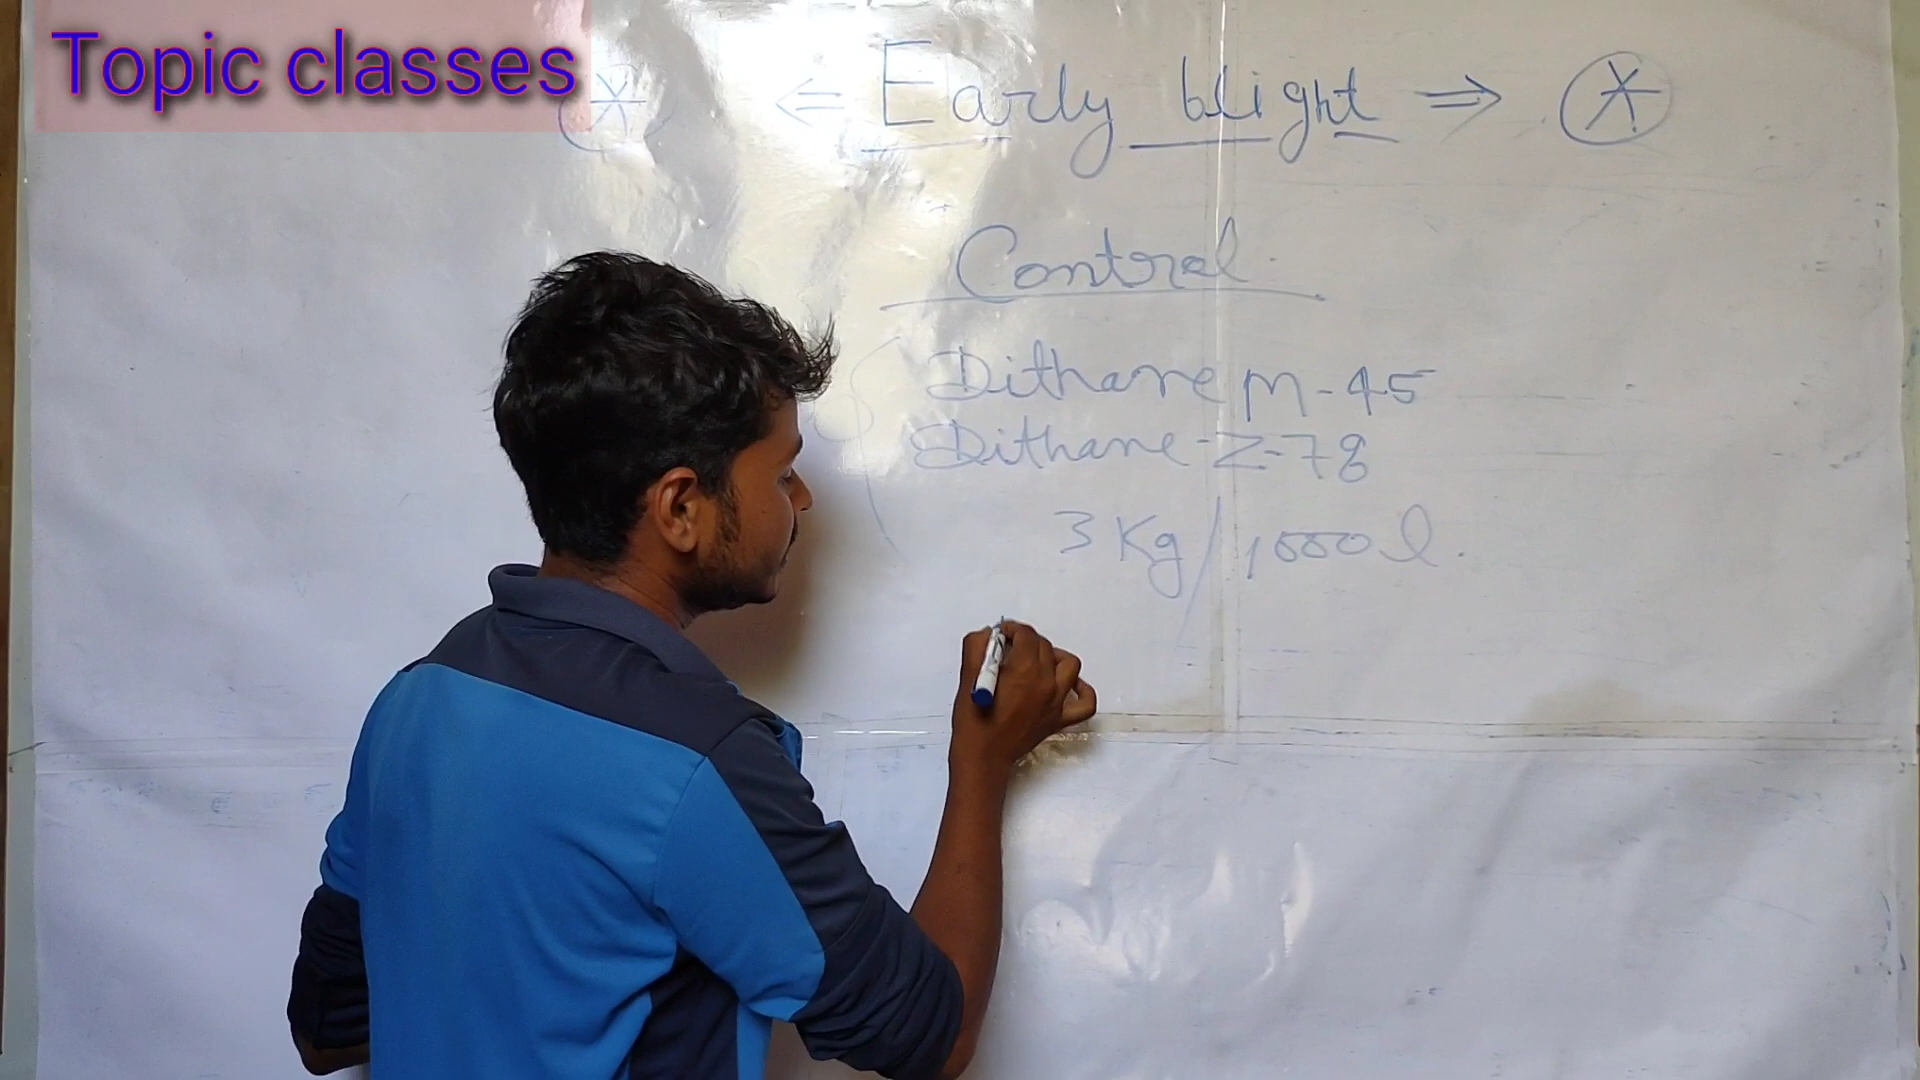 Topic classes
⇐ Early blight ⇒
Control
Dithane M-45
Dithane-Z-78
3 Kg/1000 l.